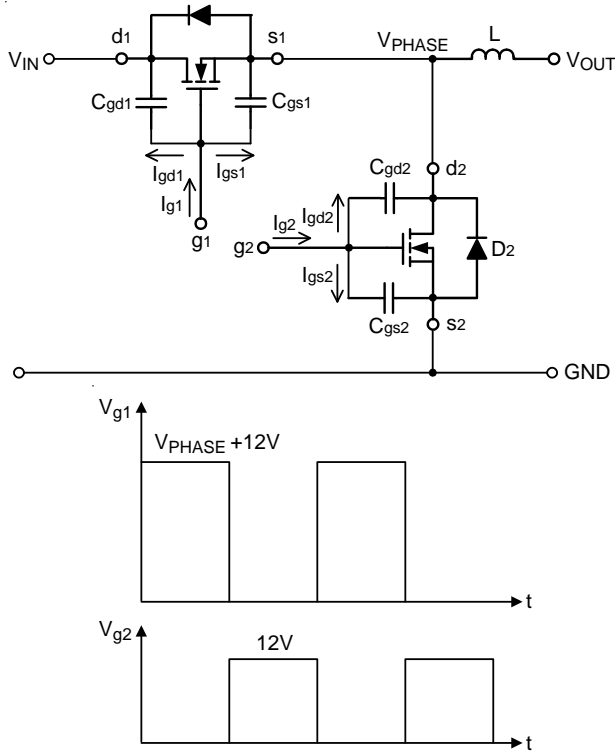 d1
s1
VIN
VPHASE
L
VOUT
Cgd1
Cgs1
Igd1
Igs1
Ig1
g1
Cgd2
d2
Ig2
Igd2
g2
D2
Igs2
Cgs2
s2
GND
Vg1
VPHASE +12V
t
Vg2
12V
t